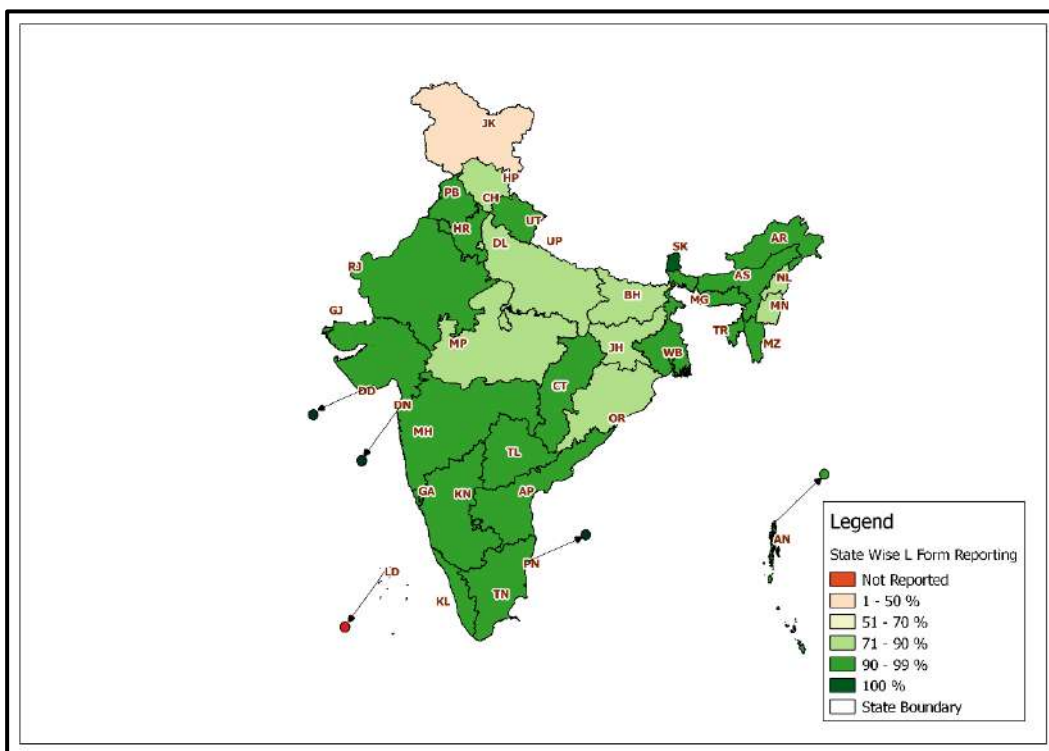 JK
HP
PB
CH
UT
HR
DL
UP
SK
AR
RJ
AS
NL
BH
MG
MN
GJ
TR
MP
JH
WB
MZ
CT
DD
DN
OR
MH
TL
GA
KN
AP
AN
PN
LD
KL
TN
Legend
State Wise L Form Reporting
Not Reported
1 - 50 %
51 - 70 %
71 - 90 %
90 - 99 %
100 %
State Boundary